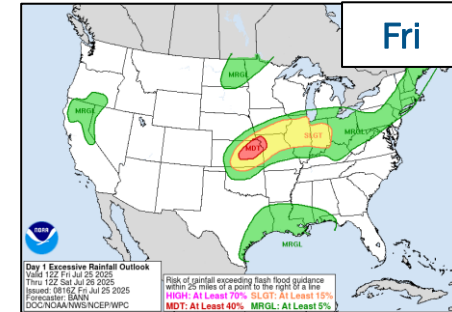 Fri
MRGL
MRGL
SLGT
MRGL
MDT
MRGL
NOAA
Day 1 Excessive Rainfall Outlook
Valid 12Z Fri Jul 25 2025
Thru 12Z Sat Jul 26 2025
Issued: 0816Z Fri Jul 25 2025
Forecaster: BANN
DOC/NOAA/NWS/NCEP/WPC
Risk of rainfall exceeding flash flood guidance
within 25 miles of a point to the right of a line
HIGH: At Least 70% SLGT: At Least 15%
MDT: At Least 40% MRGL: At Least 5%